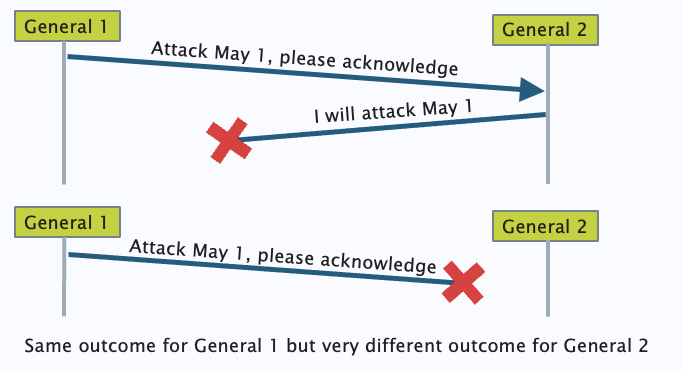 General 1
General 2
Attack May 1, please acknowledge
I will attack May 1
General 1
General 2
Attack May 1, please acknowledge
Same outcome for General 1 but very different outcome for General 2